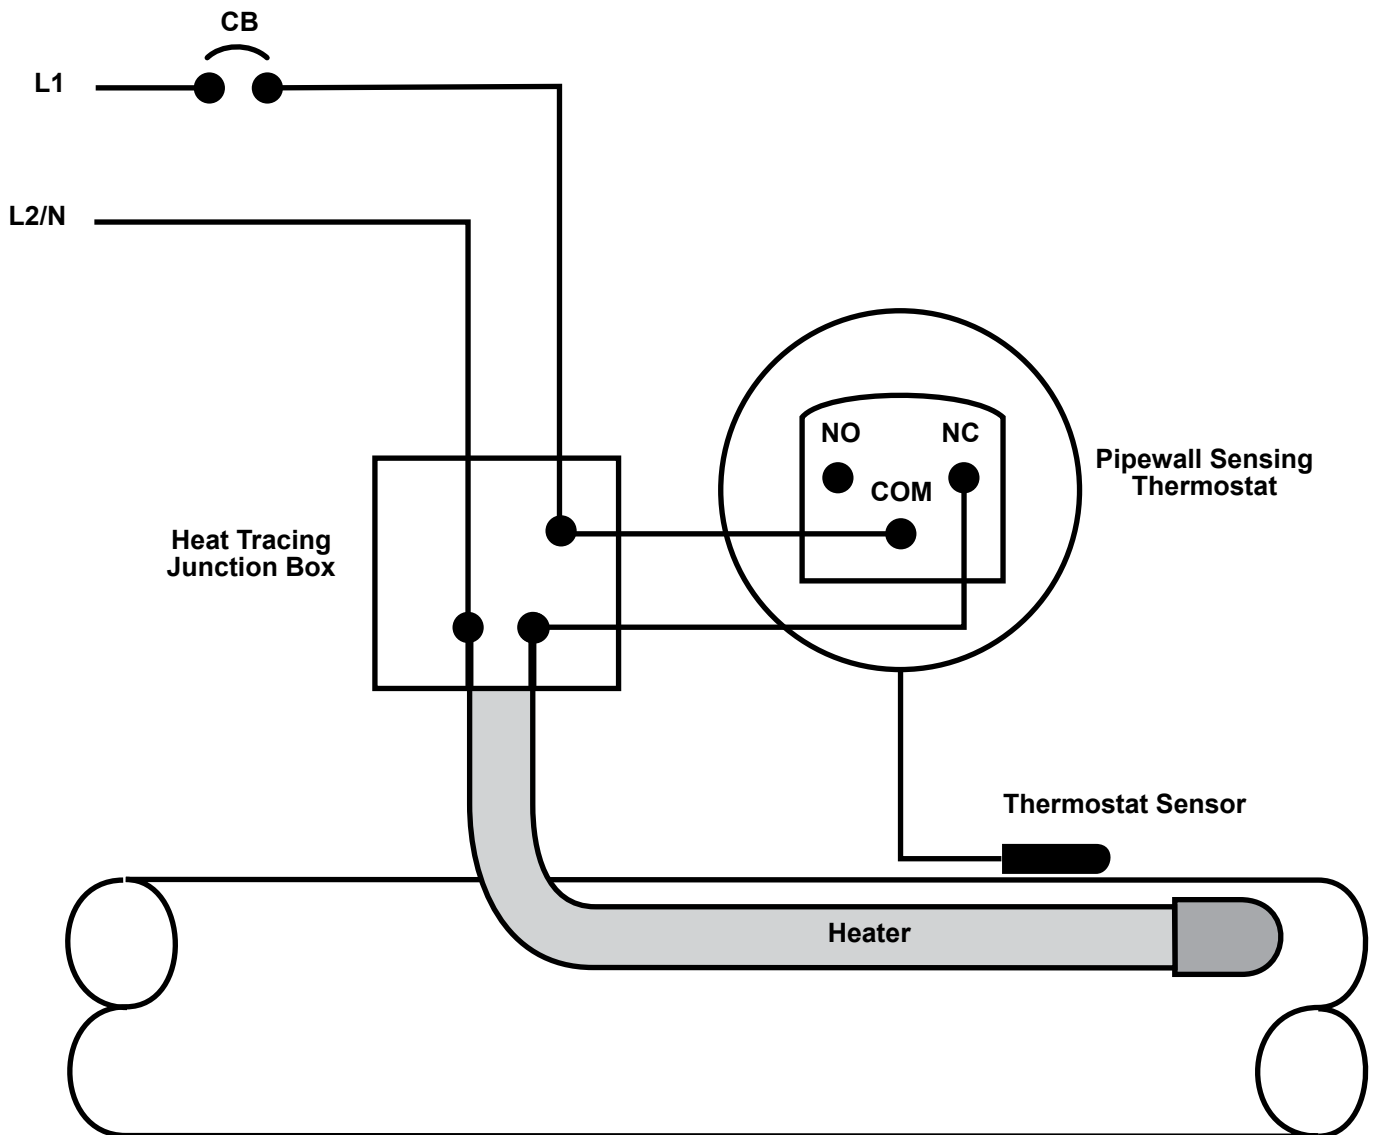 CB
L1
L2/N
NO
NC
COM
Pipewall Sensing
Thermostat
Heat Tracing
Junction Box
Thermostat Sensor
Heater